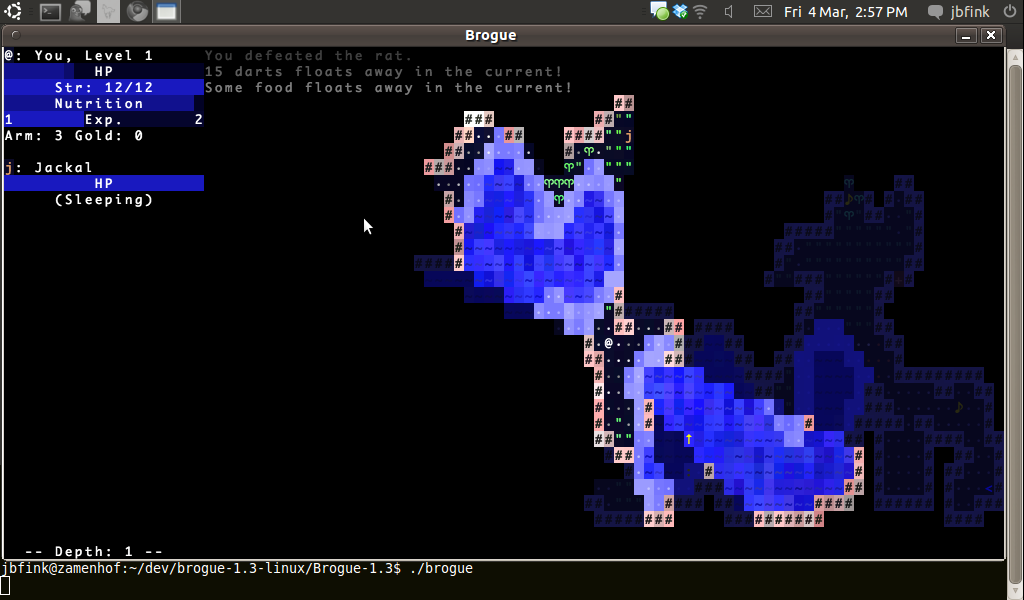 Fri 4 Mar, 2:57 PM jbfink
Brogue
@: You, Level 1
You defeated the rat.
HP
15 darts floats away in the current!
Str: 12/12
Some food floats away in the current!
Nutrition
1 Exp. 2
Arm: 3 Gold: 0
j: Jackal
HP
(Sleeping)
j
@
-- Depth: 1 --
jbfink@zamenhof:~/dev/brogue-1.3-linux/Brogue-1.3$ ./brogue